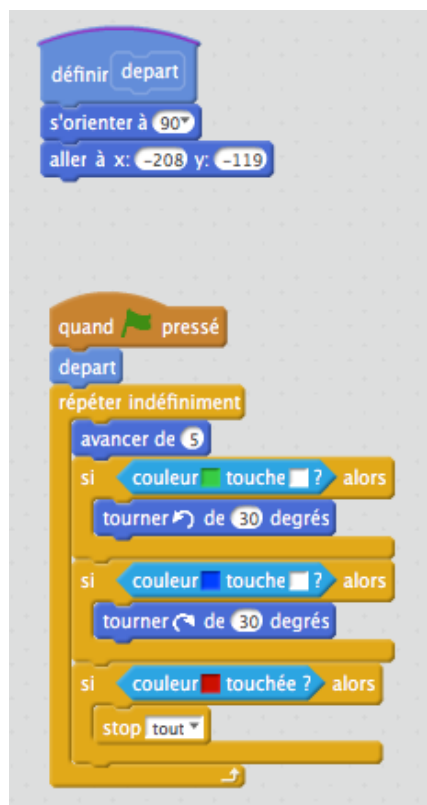 définir depart
s'orienter à 90
aller à x: -208 y: -119
quand pressé
depart
répéter indéfiniment
avancer de 5
si couleur touche ? alors
tourner de 30 degrés
si couleur touche ? alors
tourner de 30 degrés
si couleur touchée ? alors
stop tout